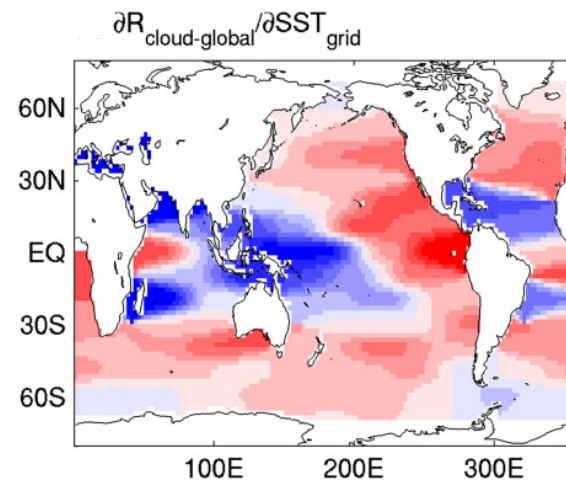 ∂R_cloud-global/∂SST_grid
60N
30N
EQ
30S
60S
100E 200E 300E